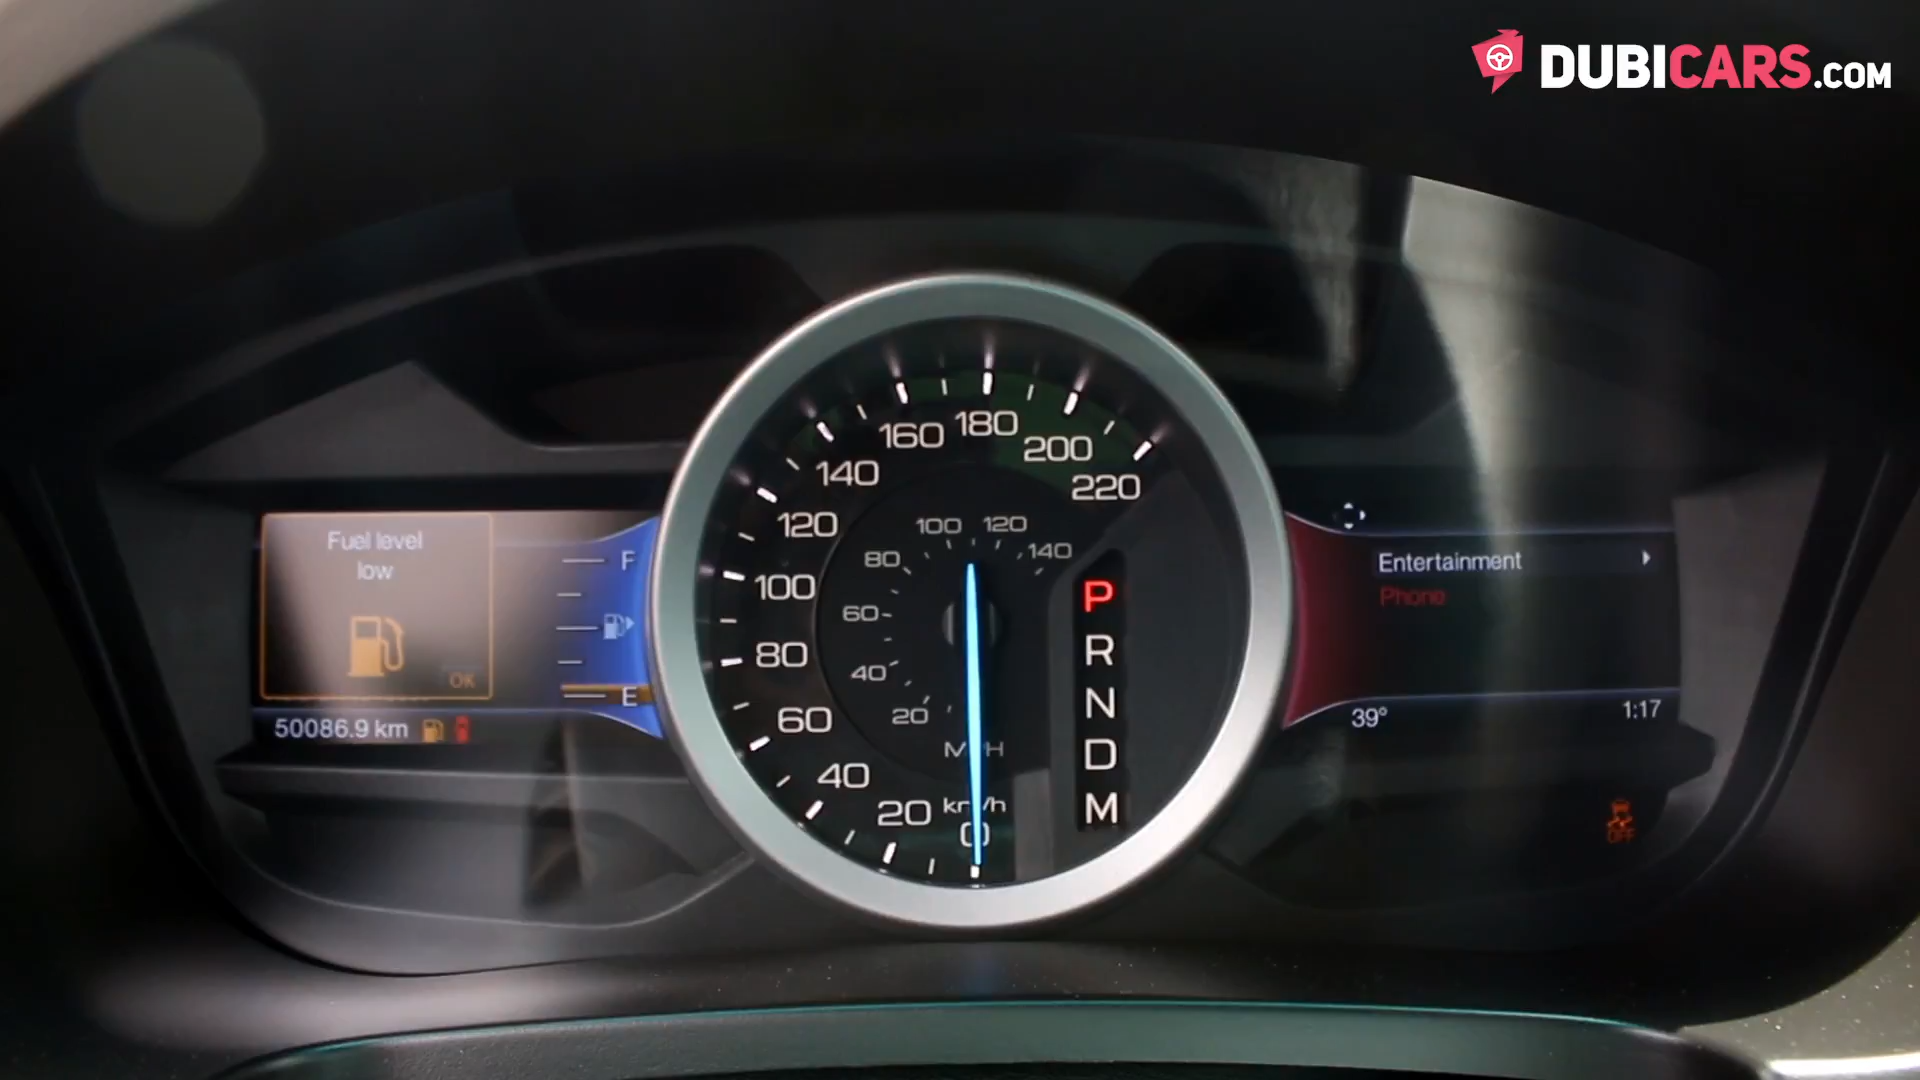 DUBICARS.COM
Fuel level
low
OK
F
E
50086.9 km
220
200
180
160
140
120
100
80
60
40
20
0
km/h
140
120
100
80
60
40
20
MPH
P
R
N
D
M
Entertainment
Phone
39°
1:17
OFF